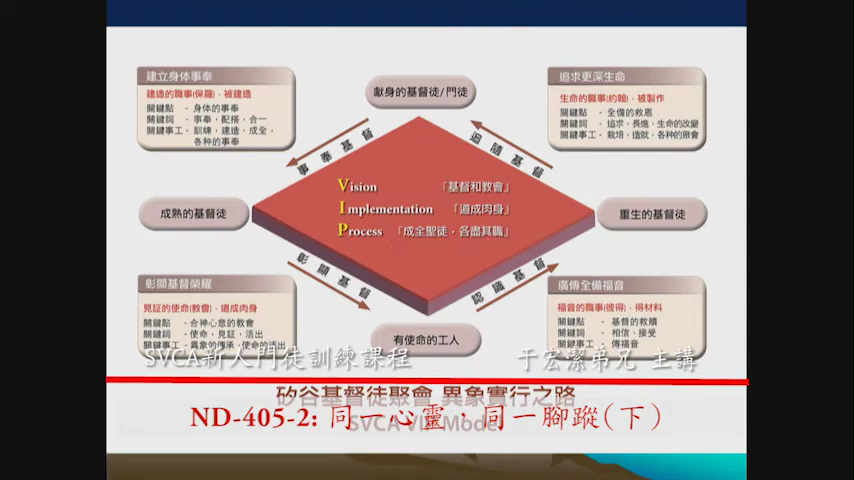 建立身体事奉
建造的職事(保羅)，被建造
關鍵點 - 身体的事奉
關鍵詞 - 事奉，配搭，合一
關鍵事工 - 訓練，建造，成全，
各种的事奉
獻身的基督徒/門徒
追求更深生命
生命的職事(約翰)，被製作
關鍵點 - 全備的救恩
關鍵詞 - 追求，長進，生命的改變
關鍵事工 - 栽培，造就，各种的聚會
事奉基督
追隨基督
Vision 「基督和教會」
Implementation 「道成肉身」
Process 「成全聖徒，各盡其職」
成熟的基督徒
重生的基督徒
彰顯基督
認識基督
彰顯基督榮耀
見証的使命(教會)，道成肉身
關鍵點 - 合神心意的教會
關鍵詞 - 使命，見証，活出
關鍵事工 - 異象的傳承，使命的活出
廣傳全備福音
福音的職事(彼得)，得材料
關鍵點 - 基督的救贖
關鍵詞 - 相信，接受
關鍵事工 - 傳福音
有使命的工人
SVCA新人門徒訓練課程 于宏潔弟兄 主講
矽谷基督徒聚會 異象實行之路
ND-405-2: 同一心靈，同一腳蹤(下)
SVCA VIP Model